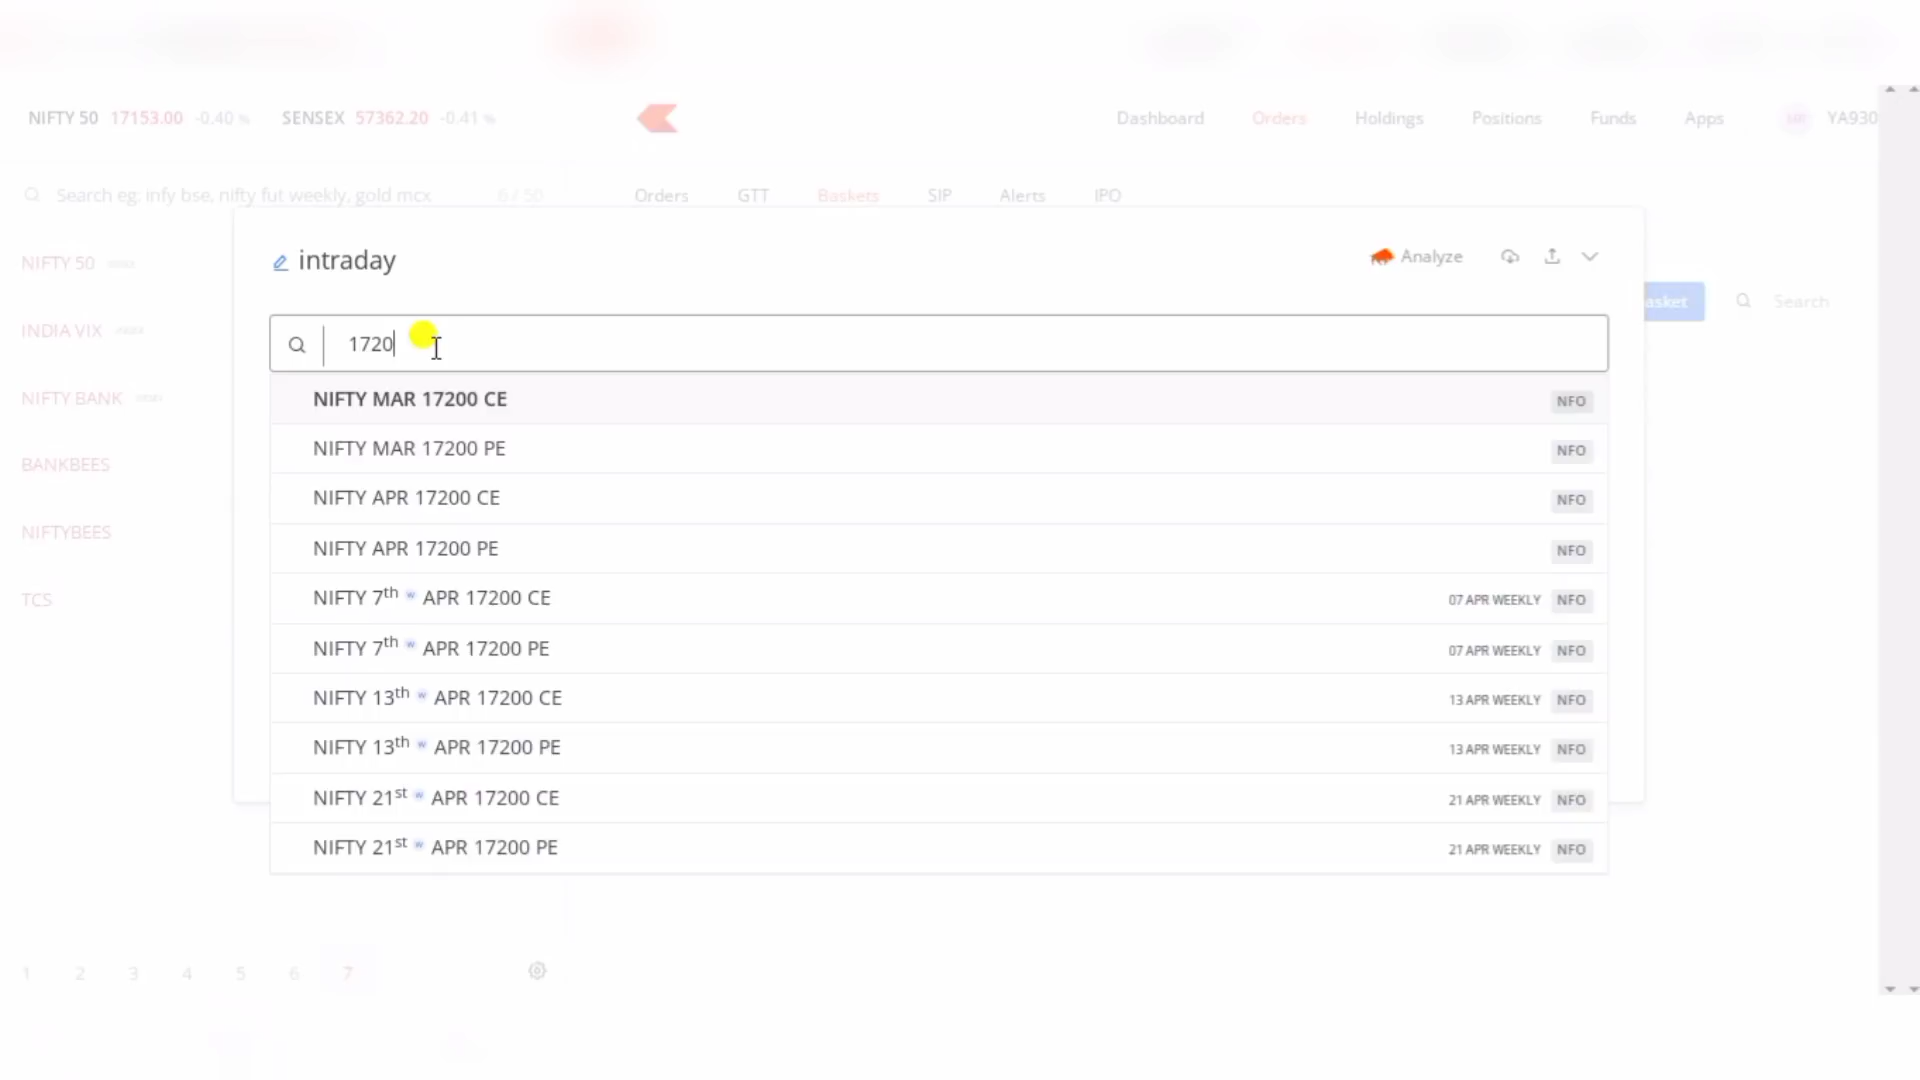 NIFTY 50 17153.00 -0.40 % SENSEX 57362.20 -0.41 %
Dashboard Orders Holdings Positions Funds Apps YA930
Search eg: infy bse, nifty fut weekly, gold mcx 6 / 50
Orders GTT Baskets SIP Alerts IPO
NIFTY 50 INDEX
INDIA VIX INDEX
NIFTY BANK INDEX
BANKBEES
NIFTYBEES
TCS
intraday
Analyze
asket Search
1720
NIFTY MAR 17200 CE NFO
NIFTY MAR 17200 PE NFO
NIFTY APR 17200 CE NFO
NIFTY APR 17200 PE NFO
NIFTY 7th w APR 17200 CE 07 APR WEEKLY NFO
NIFTY 7th w APR 17200 PE 07 APR WEEKLY NFO
NIFTY 13th w APR 17200 CE 13 APR WEEKLY NFO
NIFTY 13th w APR 17200 PE 13 APR WEEKLY NFO
NIFTY 21st w APR 17200 CE 21 APR WEEKLY NFO
NIFTY 21st w APR 17200 PE 21 APR WEEKLY NFO
1 2 3 4 5 6 7